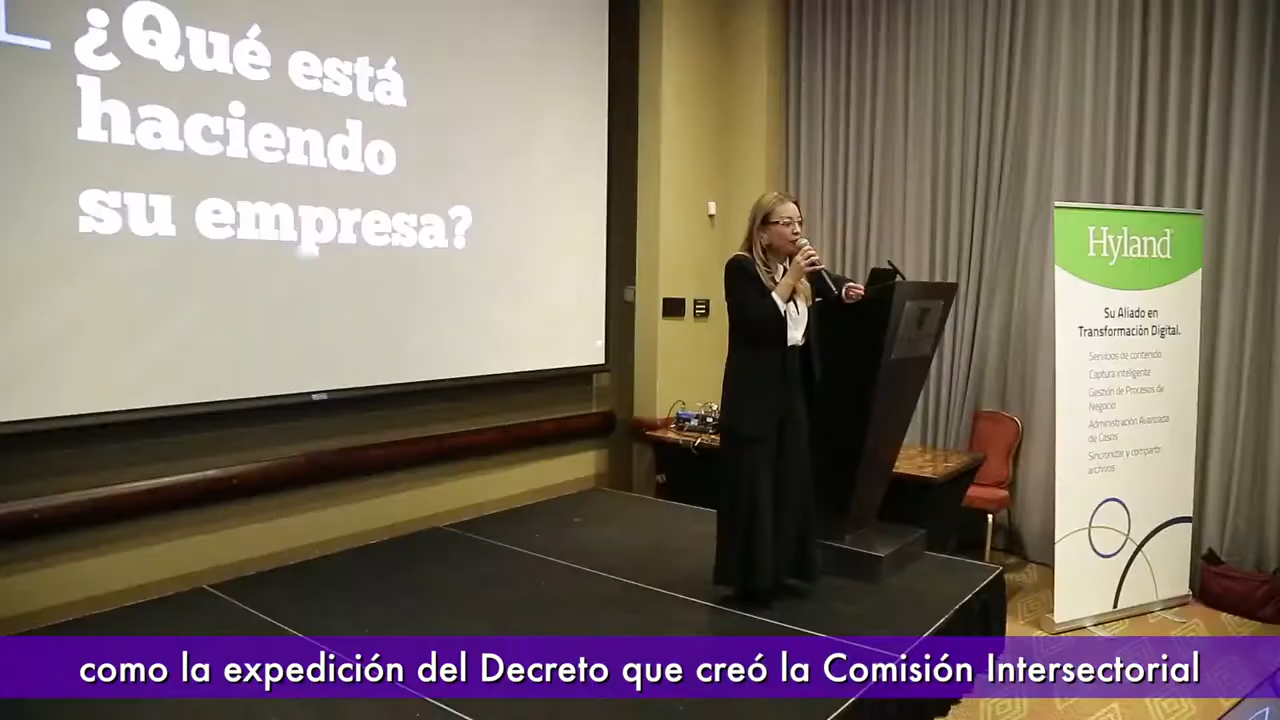 ¿Qué está
haciendo
su empresa?
Hyland
Su Aliado en
Transformación Digital.
Servicios de contenido
Captura inteligente
Gestión de Procesos de
Negocio
Administración Avanzada
de Casos
Sincronizar y compartir
archivos
como la expedición del Decreto que creó la Comisión Intersectorial